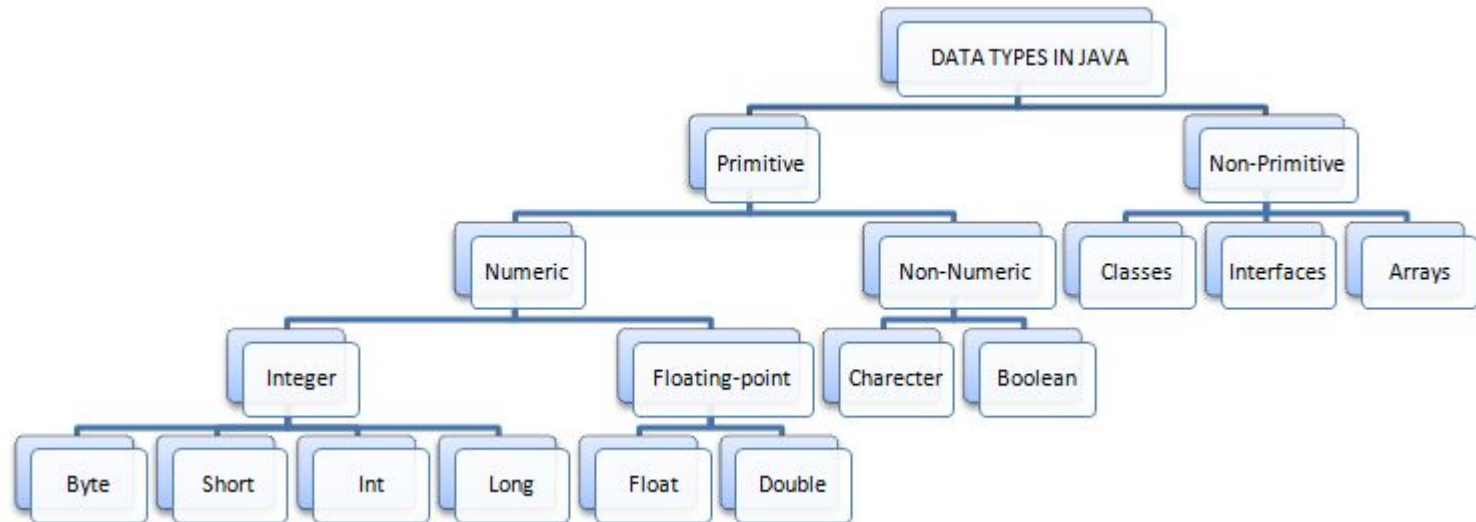 DATA TYPES IN JAVA
Primitive
Non-Primitive
Numeric
Non-Numeric
Classes
Interfaces
Arrays
Integer
Floating-point
Charecter
Boolean
Byte
Short
Int
Long
Float
Double